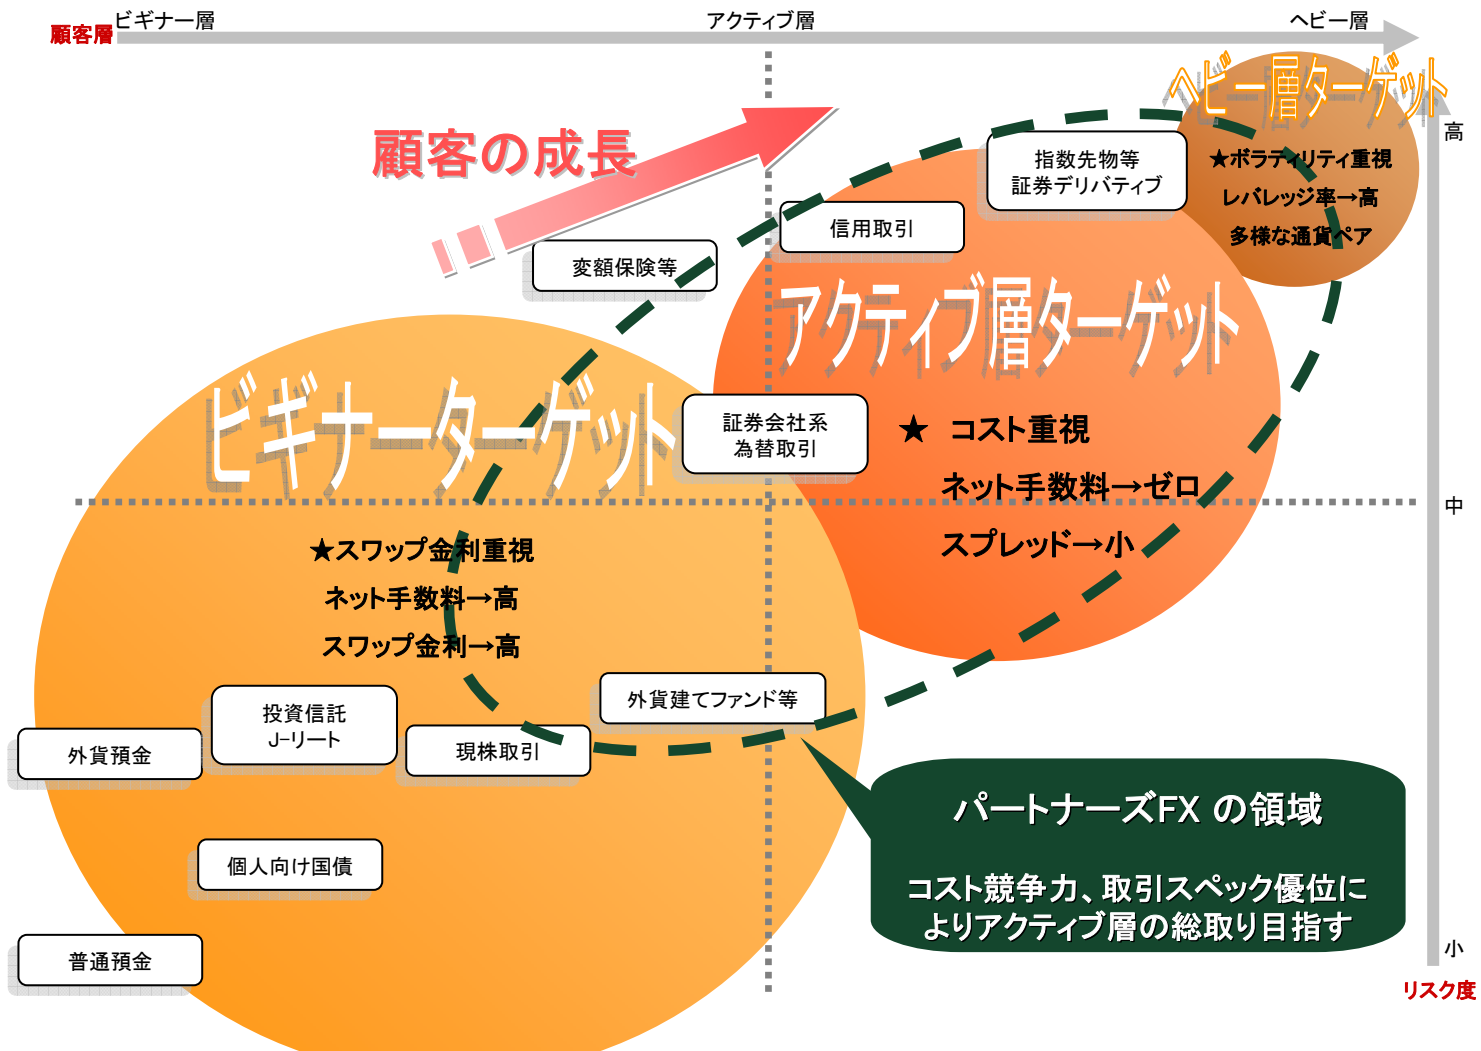 顧客層
ビギナー層
アクティブ層
ヘビー層
ヘビー層ターゲット
高
顧客の成長
指数先物等
証券デリバティブ
★ボラティリティ重視
レバレッジ率→高
多様な通貨ペア
信用取引
変額保険等
アクティブ層ターゲット
ビギナーターゲット
証券会社系
為替取引
★ コスト重視
ネット手数料→ゼロ
スプレッド→小
中
★スワップ金利重視
ネット手数料→高
スワップ金利→高
外貨建てファンド等
投資信託
J-リート
現株取引
外貨預金
パートナーズFX の領域
コスト競争力、取引スペック優位に
よりアクティブ層の総取り目指す
個人向け国債
普通預金
小
リスク度